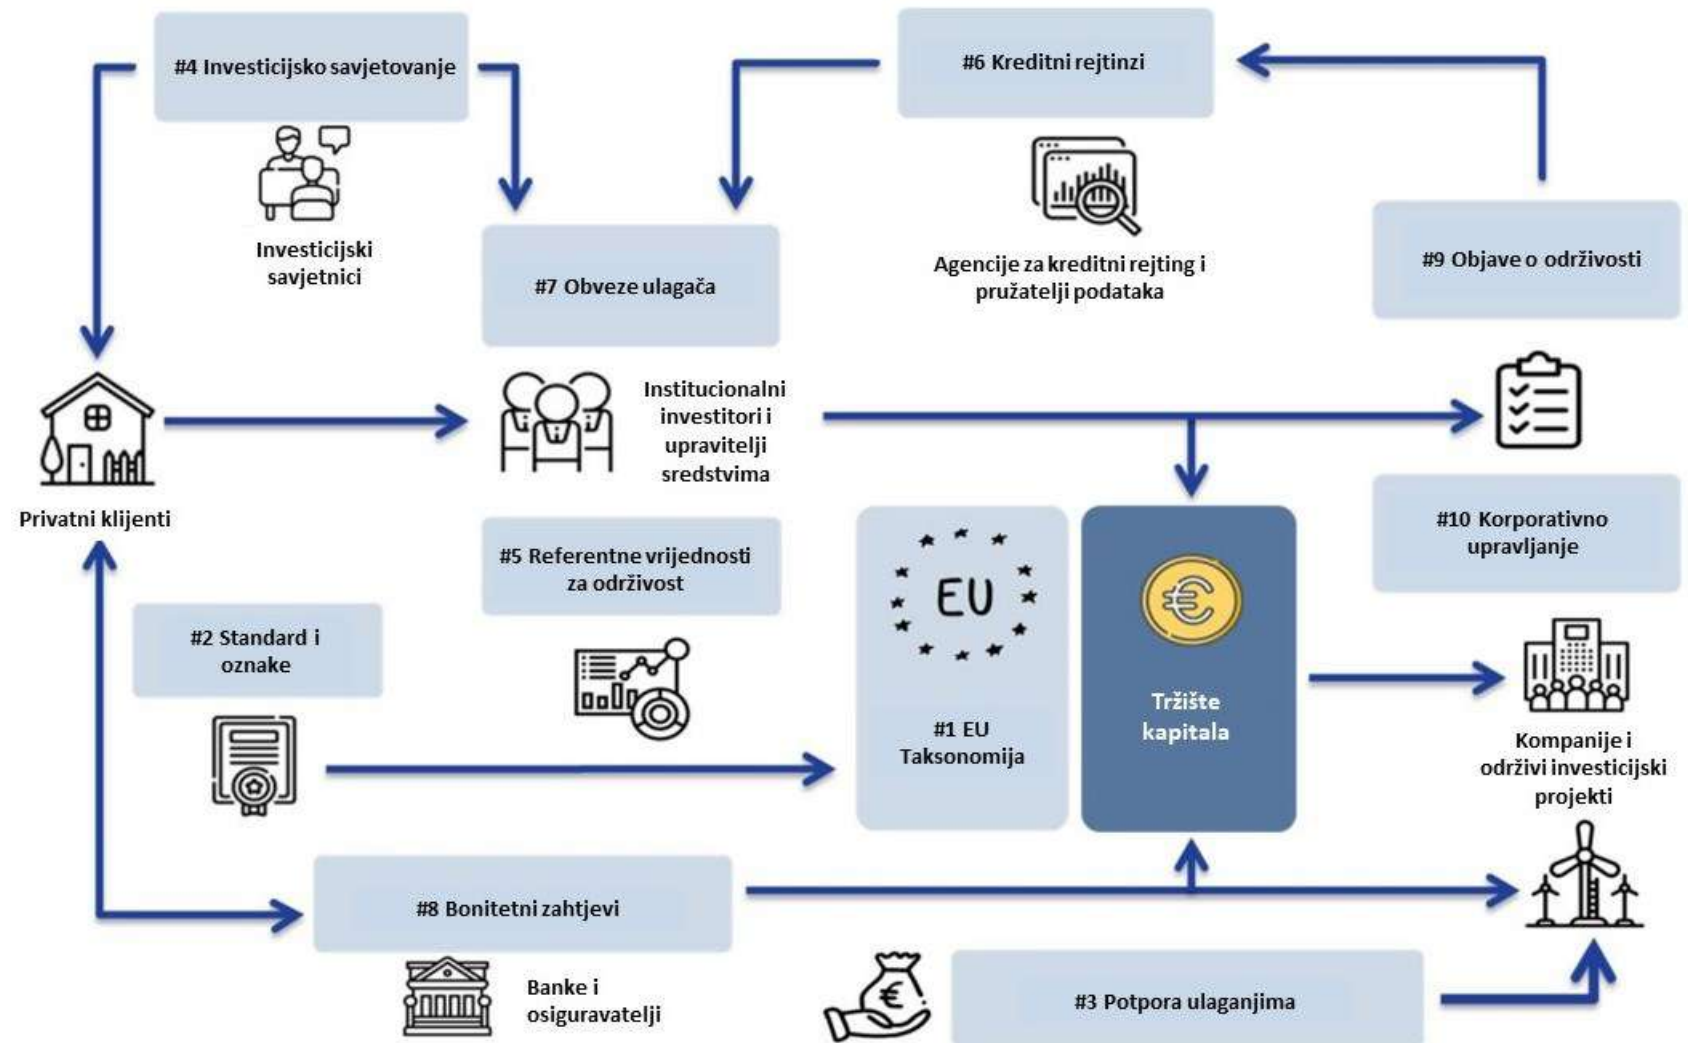 #4 Investicijsko savjetovanje
Investicijski
savjetnici
#6 Kreditni rejtinzi
Agencije za kreditni rejting i
pružatelji podataka
#9 Objave o održivosti
#7 Obveze ulagača
Institucionalni
investitori i
upravitelji
sredstvima
Privatni klijenti
#10 Korporativno
upravljanje
#5 Referentne vrijednosti
za održivost
#2 Standard i
oznake
EU
#1 EU
Taksonomija
€
Tržište
kapitala
Kompanije i
održivi investicijski
projekti
#8 Bonitetni zahtjevi
Banke i
osiguravatelji
€
#3 Potpora ulaganjima